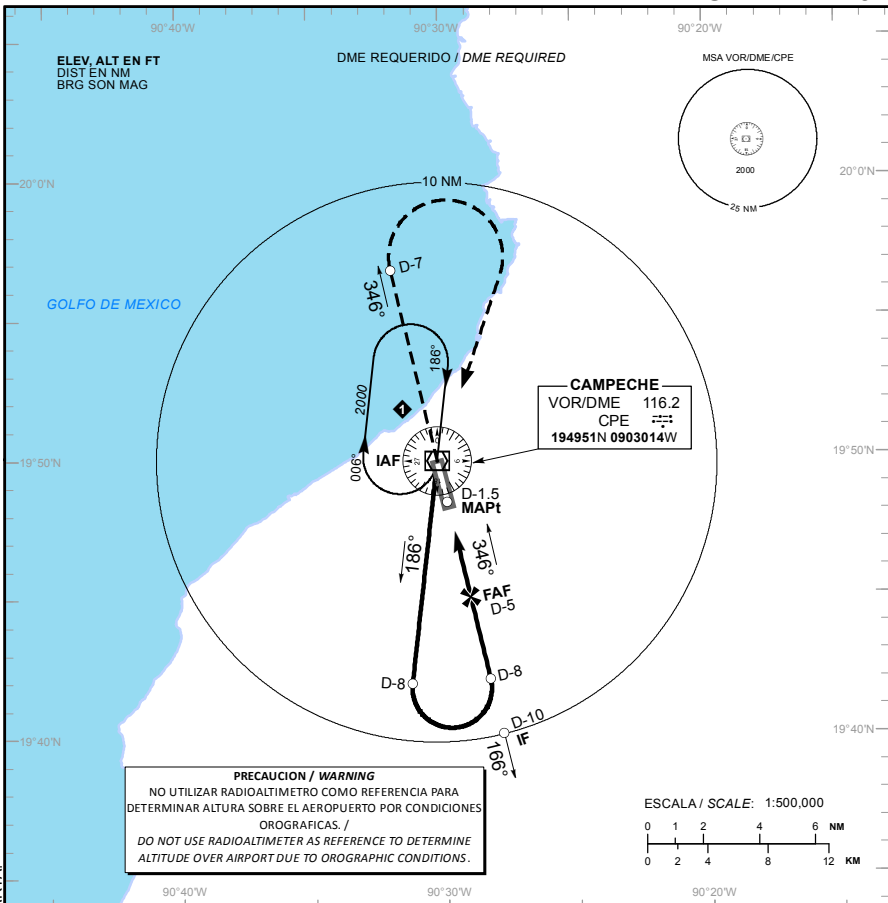 90°40'W
90°30'W
90°20'W
ELEV, ALT EN FT
DIST EN NM
BRG SON MAG
DME REQUERIDO / DME REQUIRED
MSA VOR/DME/CPE
2000
25 NM
20°0'N
20°0'N
10 NM
D-7
346°
GOLFO DE MEXICO
186°
2000
1
006°
IAF
27
9
CAMPECHE
VOR/DME 116.2
CPE
194951N 0903014W
19°50'N
19°50'N
D-1.5
MAPt
186°
346°
FAF
D-5
D-8
D-8
D-10
IF
166°
19°40'N
19°40'N
PRECAUCION / WARNING
NO UTILIZAR RADIOALTIMETRO COMO REFERENCIA PARA
DETERMINAR ALTURA SOBRE EL AEROPUERTO POR CONDICIONES
OROGRAFICAS. /
DO NOT USE RADIOALTIMETER AS REFERENCE TO DETERMINE
ALTITUDE OVER AIRPORT DUE TO OROGRAPHIC CONDITIONS.
ESCALA / SCALE: 1:500,000
0 1 2 4 6 NM
0 2 4 8 12 KM
90°40'W
90°30'W
90°20'W